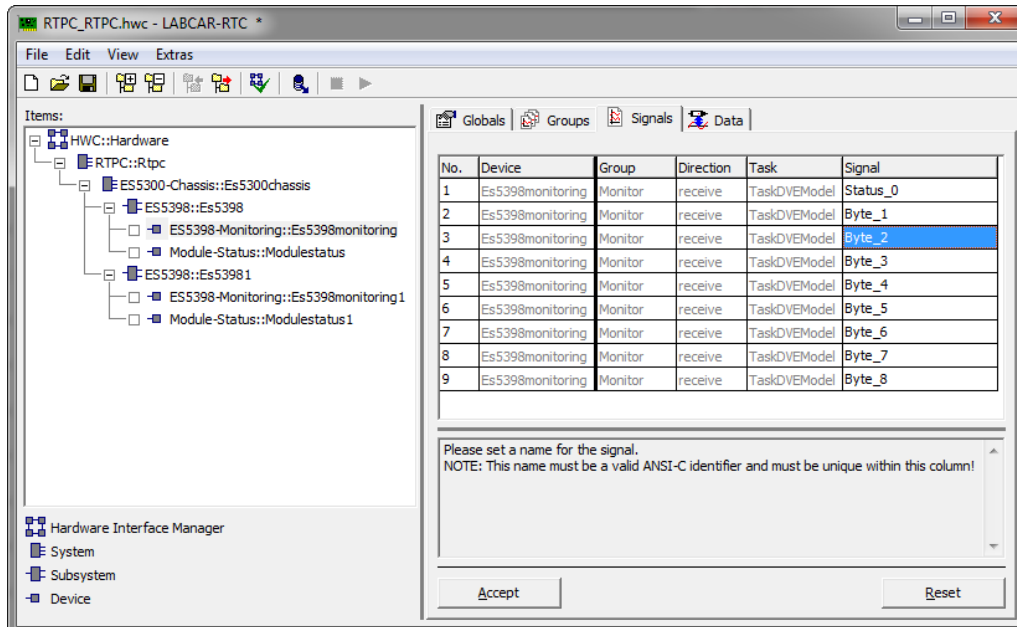 RTPC_RTPC.hwc - LABCAR-RTC *
File Edit View Extras
Items:
HWC::Hardware
RTPC::Rtpc
ES5300-Chassis::Es5300chassis
ES5398::Es5398
ES5398-Monitoring::Es5398monitoring
Module-Status::Modulestatus
ES5398::Es53981
ES5398-Monitoring::Es5398monitoring1
Module-Status::Modulestatus1
Hardware Interface Manager
System
Subsystem
Device
Globals Groups Signals Data
No. Device Group Direction Task Signal
1 Es5398monitoring Monitor receive TaskDVEModel Status_0
2 Es5398monitoring Monitor receive TaskDVEModel Byte_1
3 Es5398monitoring Monitor receive TaskDVEModel Byte_2
4 Es5398monitoring Monitor receive TaskDVEModel Byte_3
5 Es5398monitoring Monitor receive TaskDVEModel Byte_4
6 Es5398monitoring Monitor receive TaskDVEModel Byte_5
7 Es5398monitoring Monitor receive TaskDVEModel Byte_6
8 Es5398monitoring Monitor receive TaskDVEModel Byte_7
9 Es5398monitoring Monitor receive TaskDVEModel Byte_8
Please set a name for the signal.
NOTE: This name must be a valid ANSI-C identifier and must be unique within this column!
Accept Reset